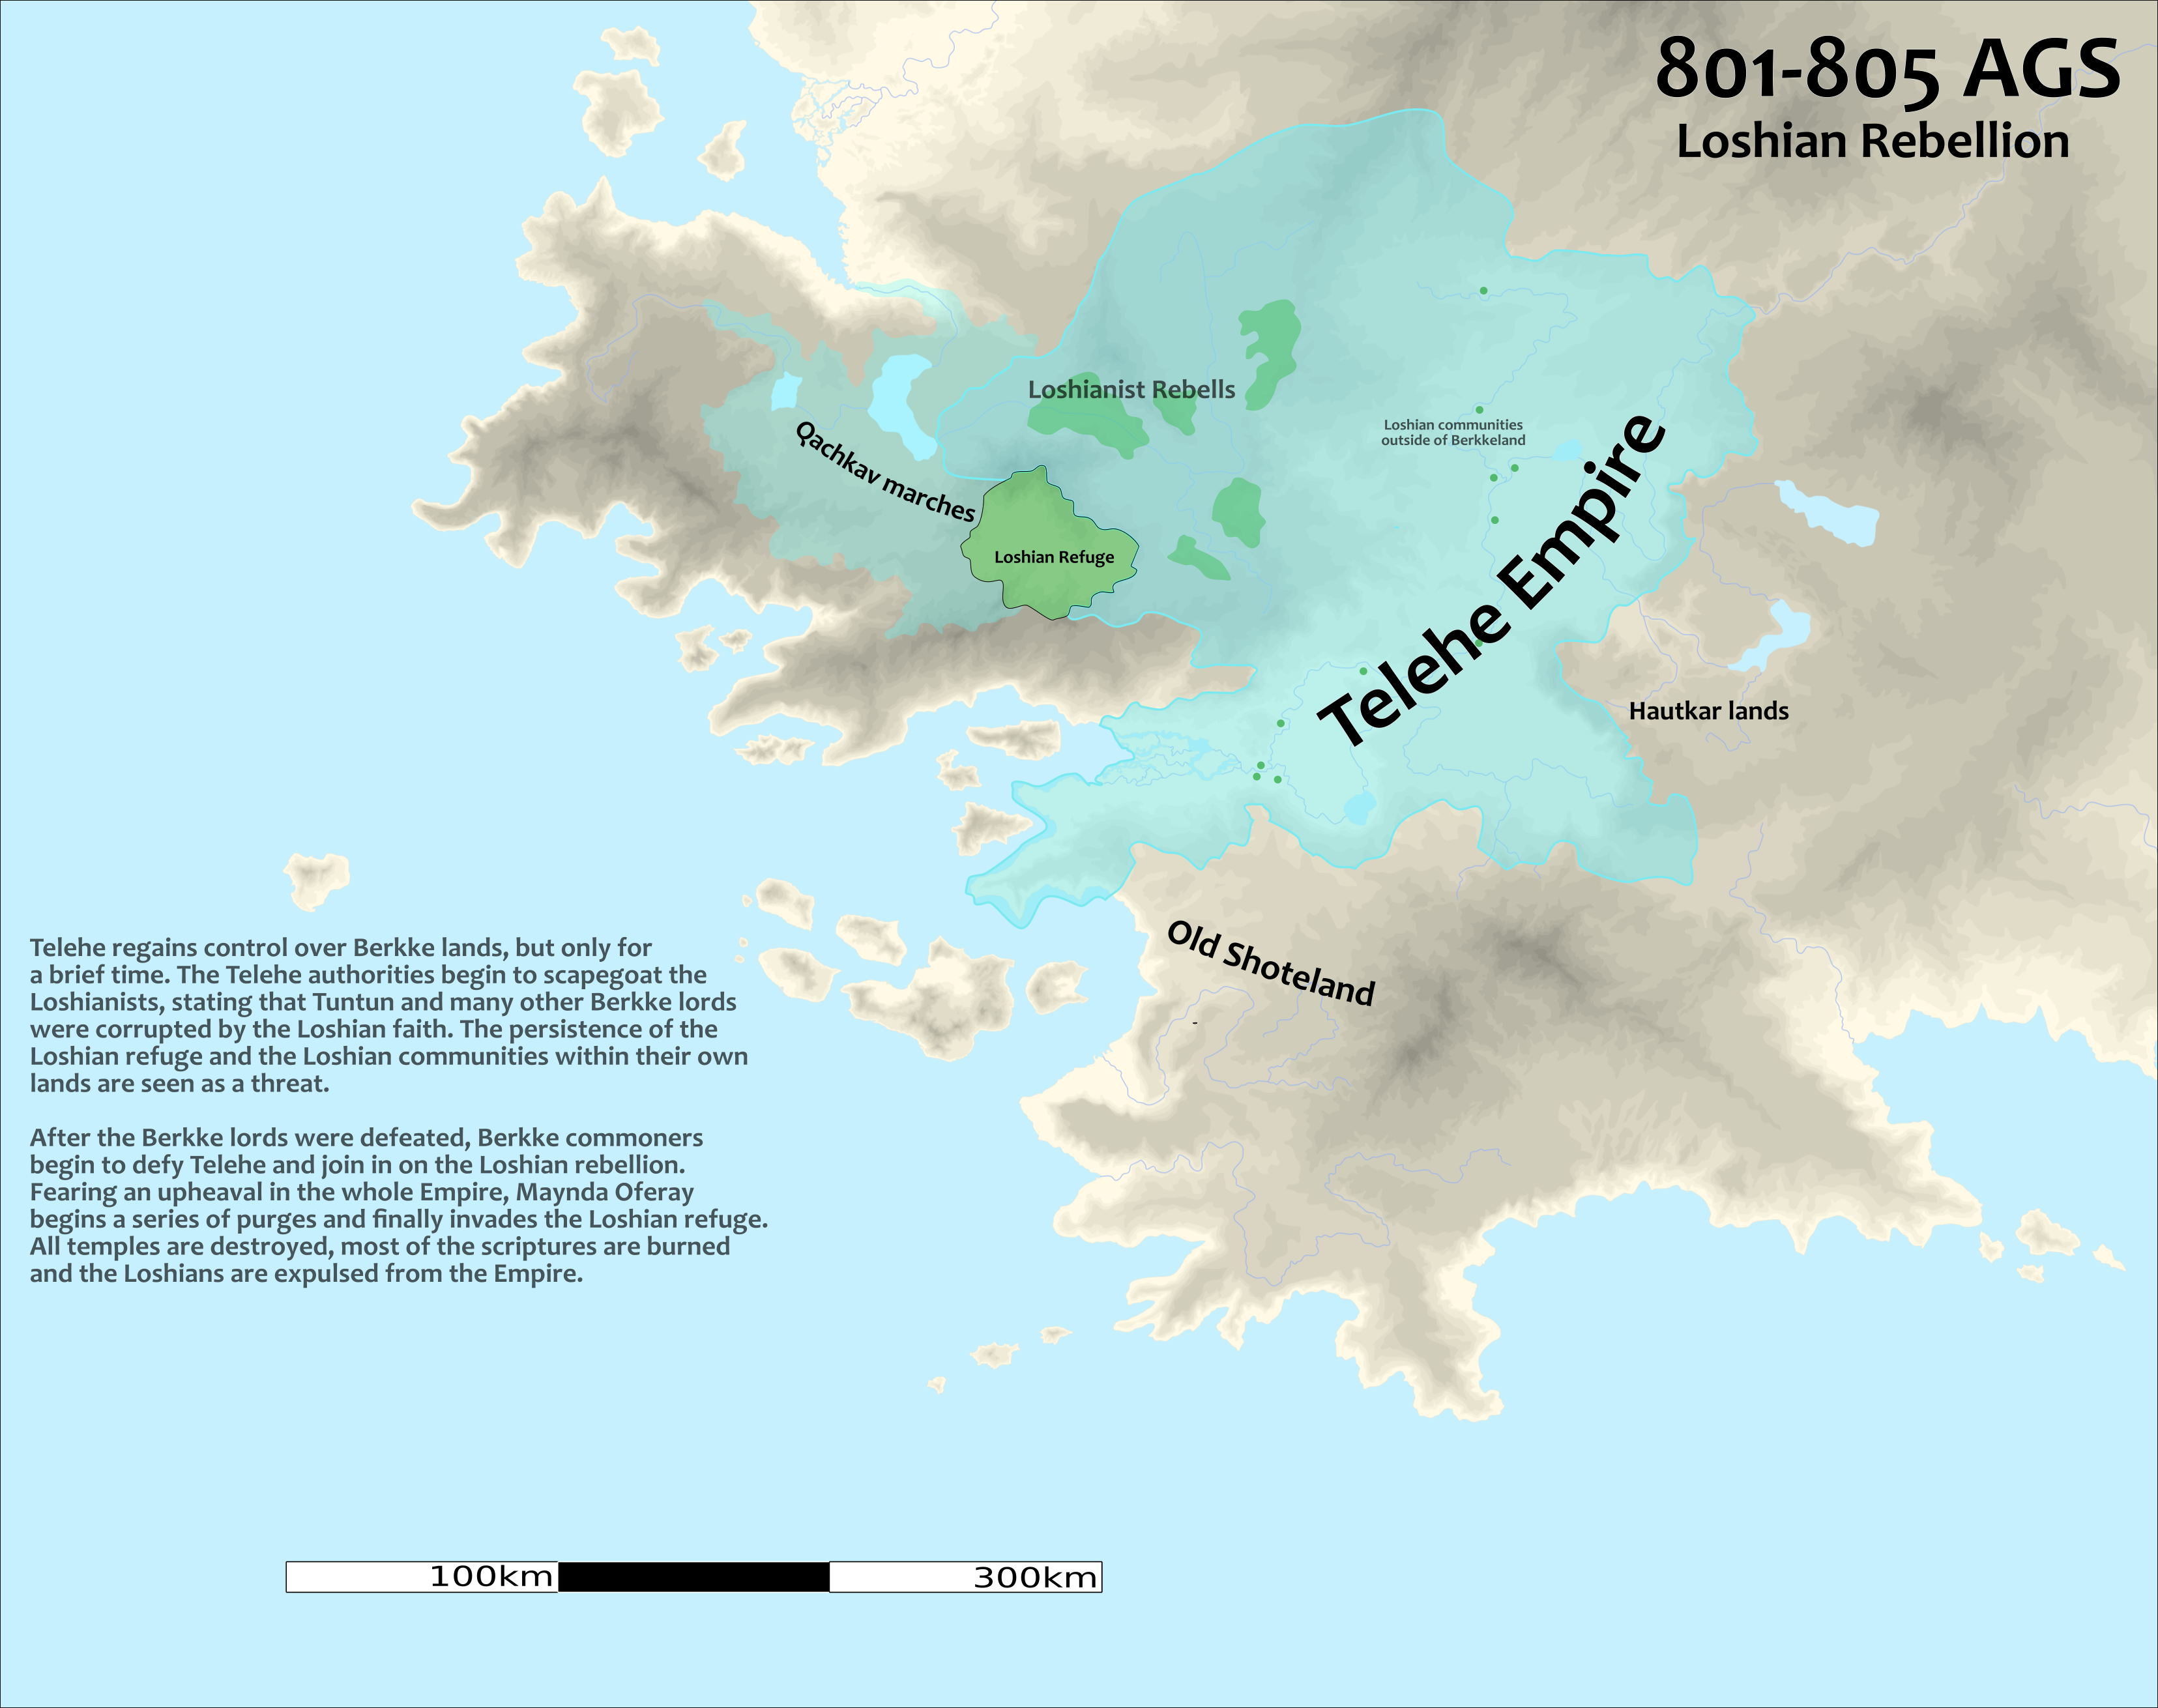 801-805 AGS
Loshian Rebellion
Loshianist Rebells
Loshian communities
outside of Berkkeland
Qachkav marches
Loshian Refuge
Telehe Empire
Hautkar lands
Old Shoteland
Telehe regains control over Berkke lands, but only for
a brief time. The Telehe authorities begin to scapegoat the
Loshianists, stating that Tuntun and many other Berkke lords
were corrupted by the Loshian faith. The persistence of the
Loshian refuge and the Loshian communities within their own
lands are seen as a threat.
After the Berkke lords were defeated, Berkke commoners
begin to defy Telehe and join in on the Loshian rebellion.
Fearing an upheaval in the whole Empire, Maynda Oferay
begins a series of purges and finally invades the Loshian refuge.
All temples are destroyed, most of the scriptures are burned
and the Loshians are expulsed from the Empire.
100km
300km